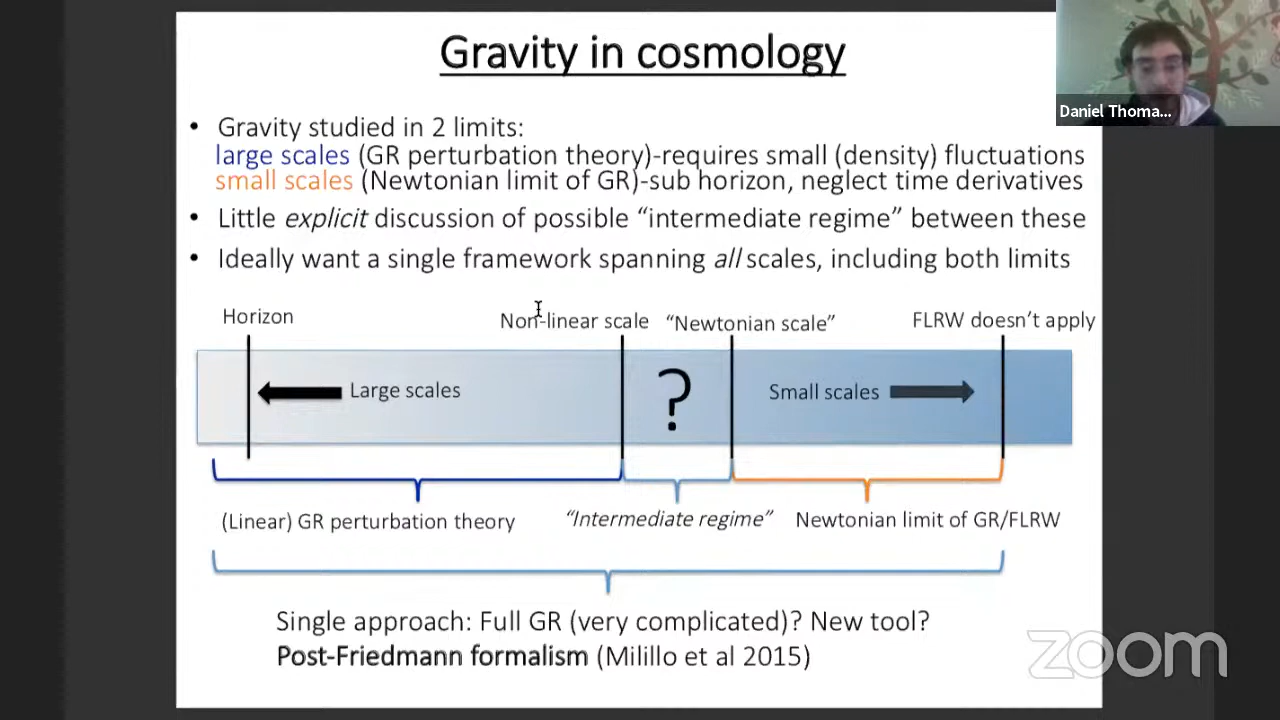 Gravity in cosmology
Daniel Thoma...
• Gravity studied in 2 limits:
large scales (GR perturbation theory)-requires small (density) fluctuations
small scales (Newtonian limit of GR)-sub horizon, neglect time derivatives
• Little explicit discussion of possible “intermediate regime” between these
• Ideally want a single framework spanning all scales, including both limits
Horizon
Non-linear scale
“Newtonian scale”
FLRW doesn’t apply
Large scales
?
Small scales
(Linear) GR perturbation theory
“Intermediate regime”
Newtonian limit of GR/FLRW
Single approach: Full GR (very complicated)? New tool?
Post-Friedmann formalism (Milillo et al 2015)
zoom